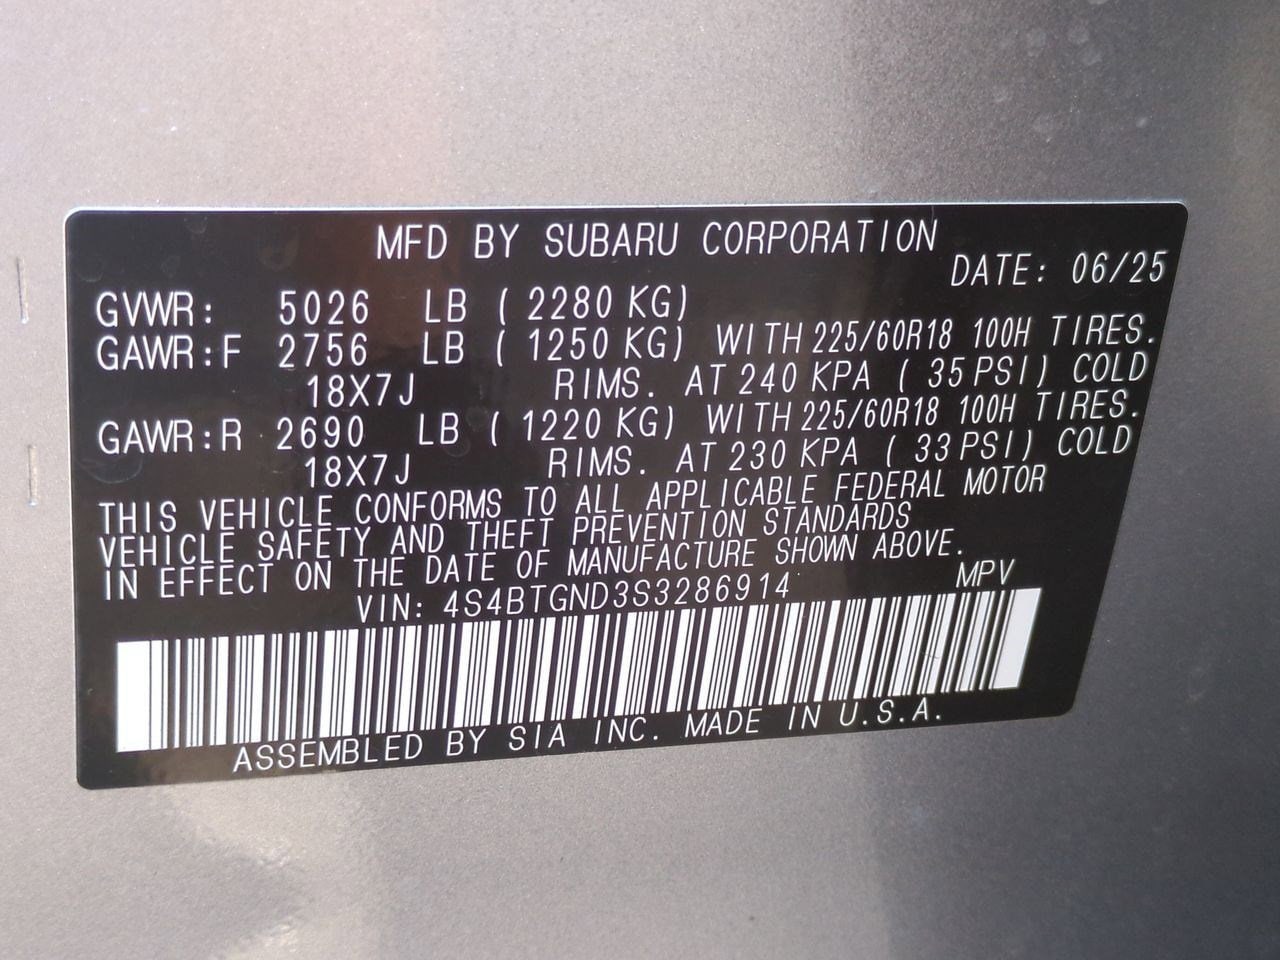 MFD BY SUBARU CORPORATION
DATE: 06/25
GVWR: 5026 LB ( 2280 KG)
GAWR:F 2756 LB ( 1250 KG) WITH 225/60R18 100H TIRES.
18X7J RIMS. AT 240 KPA ( 35 PSI) COLD
GAWR:R 2690 LB ( 1220 KG) WITH 225/60R18 100H TIRES.
18X7J RIMS. AT 230 KPA ( 33 PSI) COLD
THIS VEHICLE CONFORMS TO ALL APPLICABLE FEDERAL MOTOR
VEHICLE SAFETY AND THEFT PREVENTION STANDARDS
IN EFFECT ON THE DATE OF MANUFACTURE SHOWN ABOVE.
VIN: 4S4BTGND3S3286914 MPV
ASSEMBLED BY SIA INC. MADE IN U.S.A.